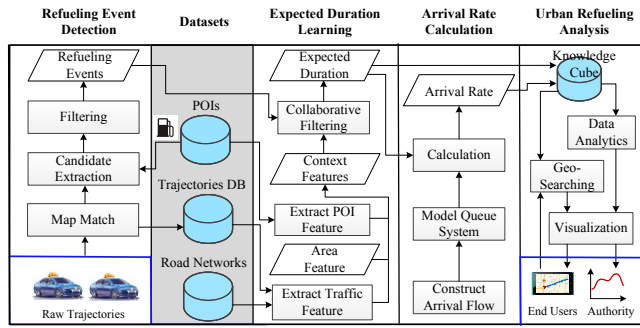 Refueling Event
Detection
Datasets
Expected Duration
Learning
Arrival Rate
Calculation
Urban Refueling
Analysis
Refueling
Events
Filtering
Candidate
Extraction
Map Match
Raw Trajectories
POIs
Trajectories DB
Road Networks
Expected
Duration
Collaborative
Filtering
Context
Features
Extract POI
Feature
Area
Feature
Extract Traffic
Feature
Arrival Rate
Calculation
Model Queue
System
Construct
Arrival Flow
Knowledge
Cube
Data
Analytics
Geo-
Searching
Visualization
End Users
Authority